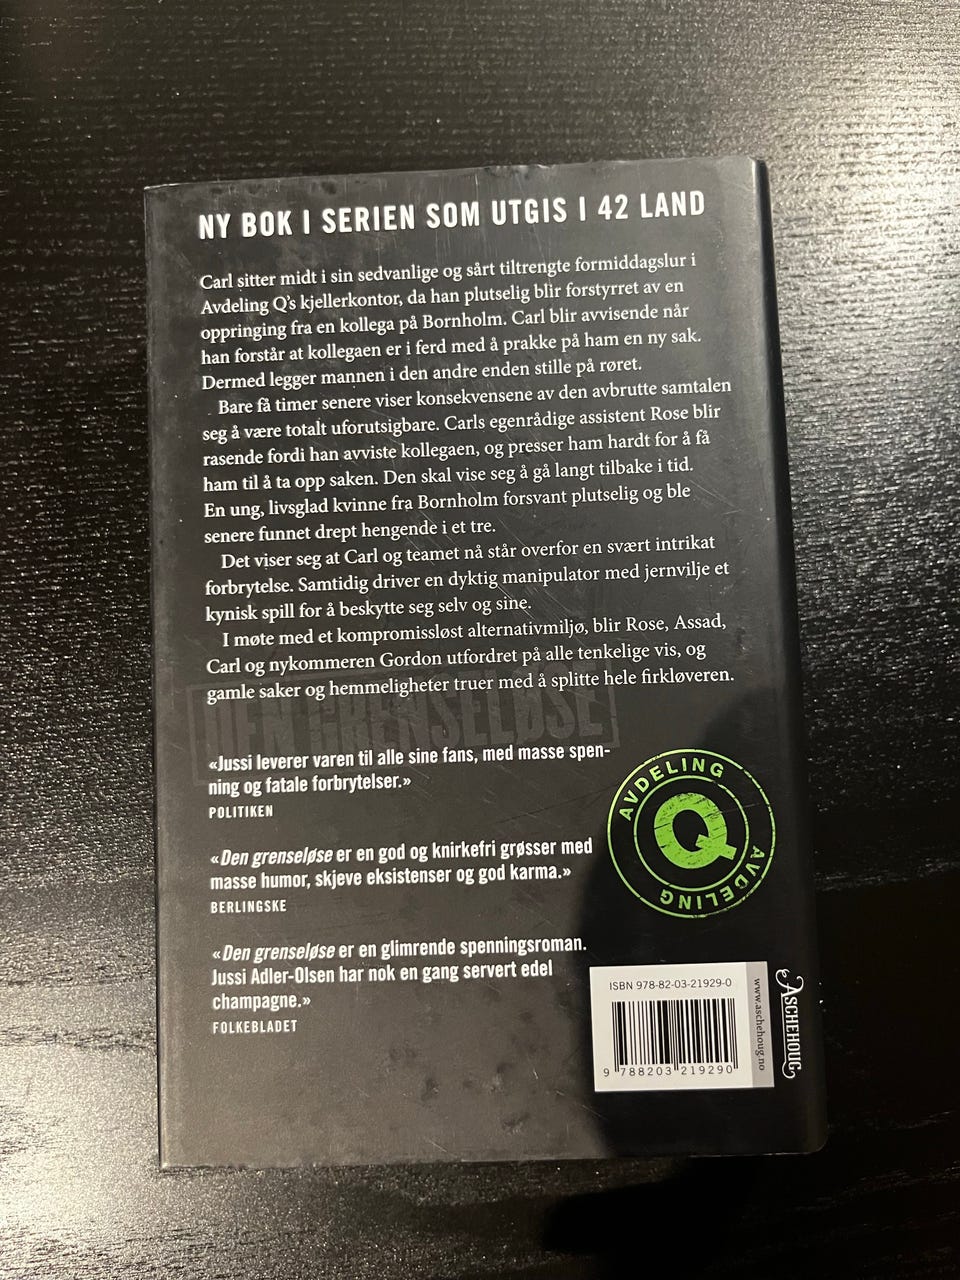 NY BOK I SERIEN SOM UTGIS I 42 LAND
Carl sitter midt i sin sedvanlige og sårt tiltrengte formiddagslur i
Avdeling Q's kjellerkontor, da han plutselig blir forstyrret av en
oppringing fra en kollega på Bornholm. Carl blir avvisende når
han forstår at kollegaen er i ferd med å prakke på ham en ny sak.
Dermed legger mannen i den andre enden stille på røret.
Bare få timer senere viser konsekvensene av den avbrutte samtalen
seg å være totalt uforutsigbare. Carls egenrådige assistent Rose blir
rasende fordi han avviste kollegaen, og presser ham hardt for å få
ham til å ta opp saken. Den skal vise seg å gå langt tilbake i tid.
En ung, livsglad kvinne fra Bornholm forsvant plutselig og ble
senere funnet drept hengende i et tre.
Det viser seg at Carl og teamet nå står overfor en svært intrikat
forbrytelse. Samtidig driver en dyktig manipulator med jernvilje et
kynisk spill for å beskytte seg selv og sine.
I møte med et kompromissløst alternativmiljø, blir Rose, Assad,
Carl og nykommeren Gordon utfordret på alle tenkelige vis, og
gamle saker og hemmeligheter truer med å splitte hele firkløveren.
DEN GRENSELØSE
«Jussi leverer varen til alle sine fans, med masse spen-
ning og fatale forbrytelser.»
POLITIKEN
«Den grenseløse er en god og knirkefri grøsser med
masse humor, skjeve eksistenser og god karma.»
BERLINGSKE
«Den grenseløse er en glimrende spenningsroman.
Jussi Adler-Olsen har nok en gang servert edel
champagne.»
FOLKEBLADET
AVDELING
Q
AVDELING
ISBN 978-82-03-21929-0
9 788203 219290
www.aschehoug.no
ASCHEHOUG